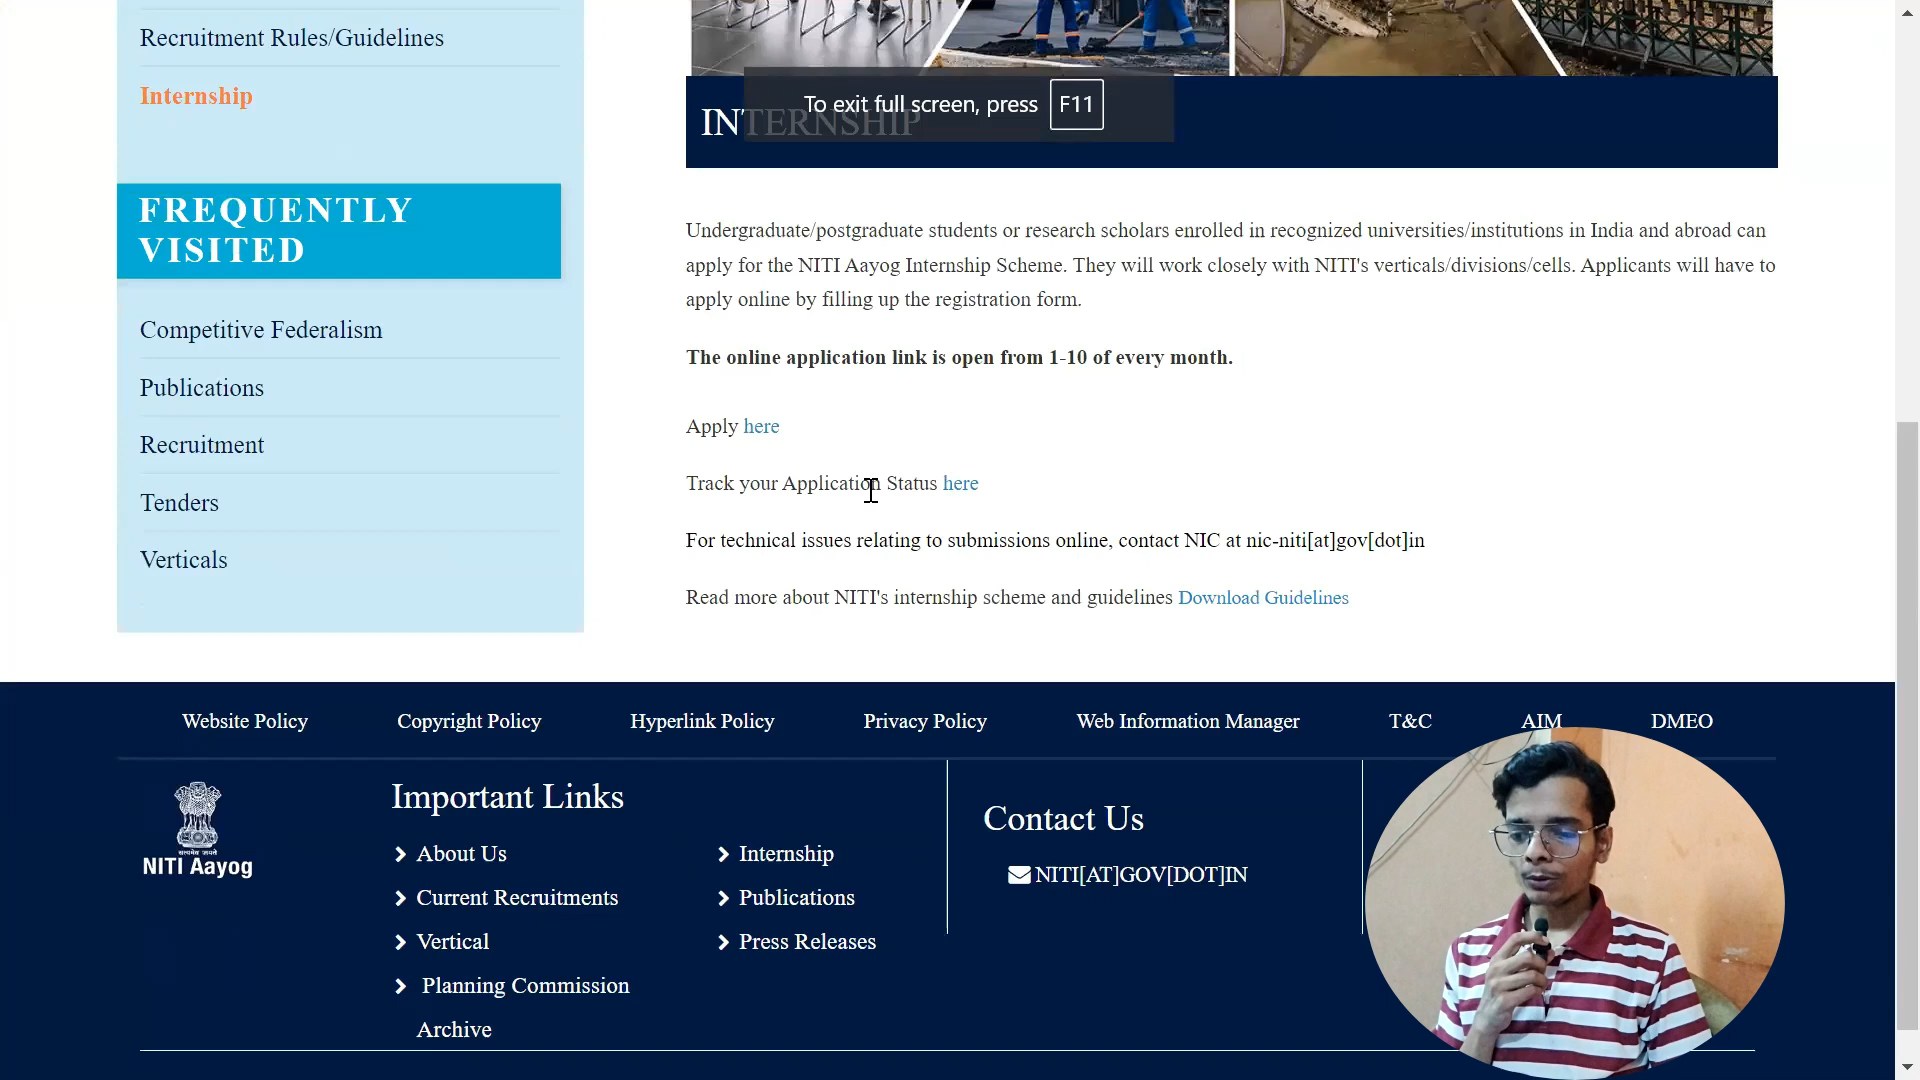 Recruitment Rules/Guidelines
Internship
FREQUENTLY
VISITED
Competitive Federalism
Publications
Recruitment
Tenders
Verticals
To exit full screen, press F11
INTERNSHIP
Undergraduate/postgraduate students or research scholars enrolled in recognized universities/institutions in India and abroad can
apply for the NITI Aayog Internship Scheme. They will work closely with NITI's verticals/divisions/cells. Applicants will have to
apply online by filling up the registration form.
The online application link is open from 1-10 of every month.
Apply here
Track your Application Status here
For technical issues relating to submissions online, contact NIC at nic-niti[at]gov[dot]in
Read more about NITI's internship scheme and guidelines Download Guidelines
Website Policy Copyright Policy Hyperlink Policy Privacy Policy Web Information Manager T&C AIM DMEO
सत्यमेव जयते
NITI Aayog
Important Links
About Us
Current Recruitments
Vertical
Planning Commission
Archive
Internship
Publications
Press Releases
Contact Us
NITI[AT]GOV[DOT]IN